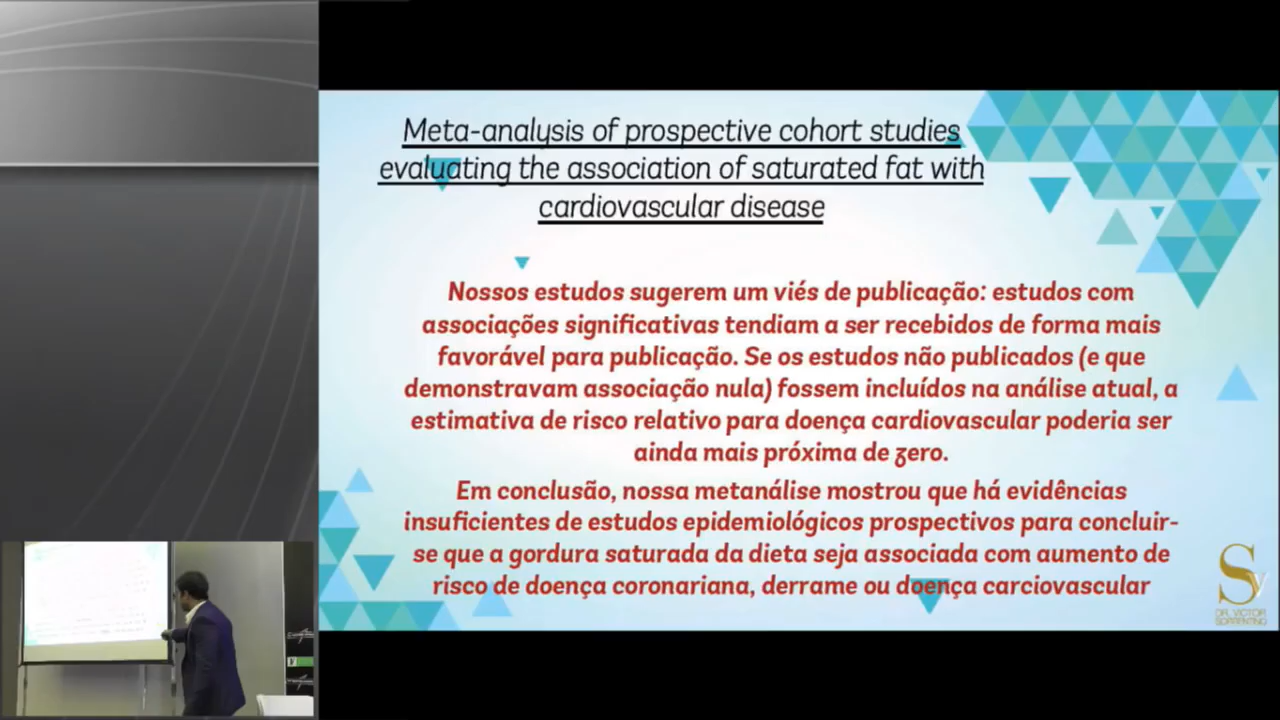 Meta-analysis of prospective cohort studies
evaluating the association of saturated fat with
cardiovascular disease
Nossos estudos sugerem um viés de publicação: estudos com
associações significativas tendiam a ser recebidos de forma mais
favorável para publicação. Se os estudos não publicados (e que
demonstravam associação nula) fossem incluídos na análise atual, a
estimativa de risco relativo para doença cardiovascular poderia ser
ainda mais próxima de zero.
Em conclusão, nossa metanálise mostrou que há evidências
insuficientes de estudos epidemiológicos prospectivos para concluir-
se que a gordura saturada da dieta seja associada com aumento de
risco de doença coronariana, derrame ou doença carciovascular
Sv
DR. VICTOR
SORRENTINO